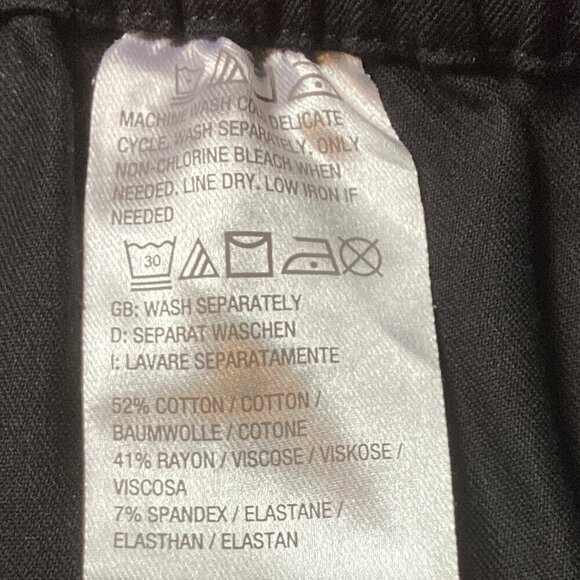 MACHINE WASH COLD DELICATE
CYCLE. WASH SEPARATELY. ONLY
NON-CHLORINE BLEACH WHEN
NEEDED. LINE DRY. LOW IRON IF
NEEDED
30
GB: WASH SEPARATELY
D: SEPARAT WASCHEN
I: LAVARE SEPARATAMENTE
52% COTTON / COTTON /
BAUMWOLLE / COTONE
41% RAYON / VISCOSE / VISKOSE /
VISCOSA
7% SPANDEX / ELASTANE /
ELASTHAN / ELASTAN